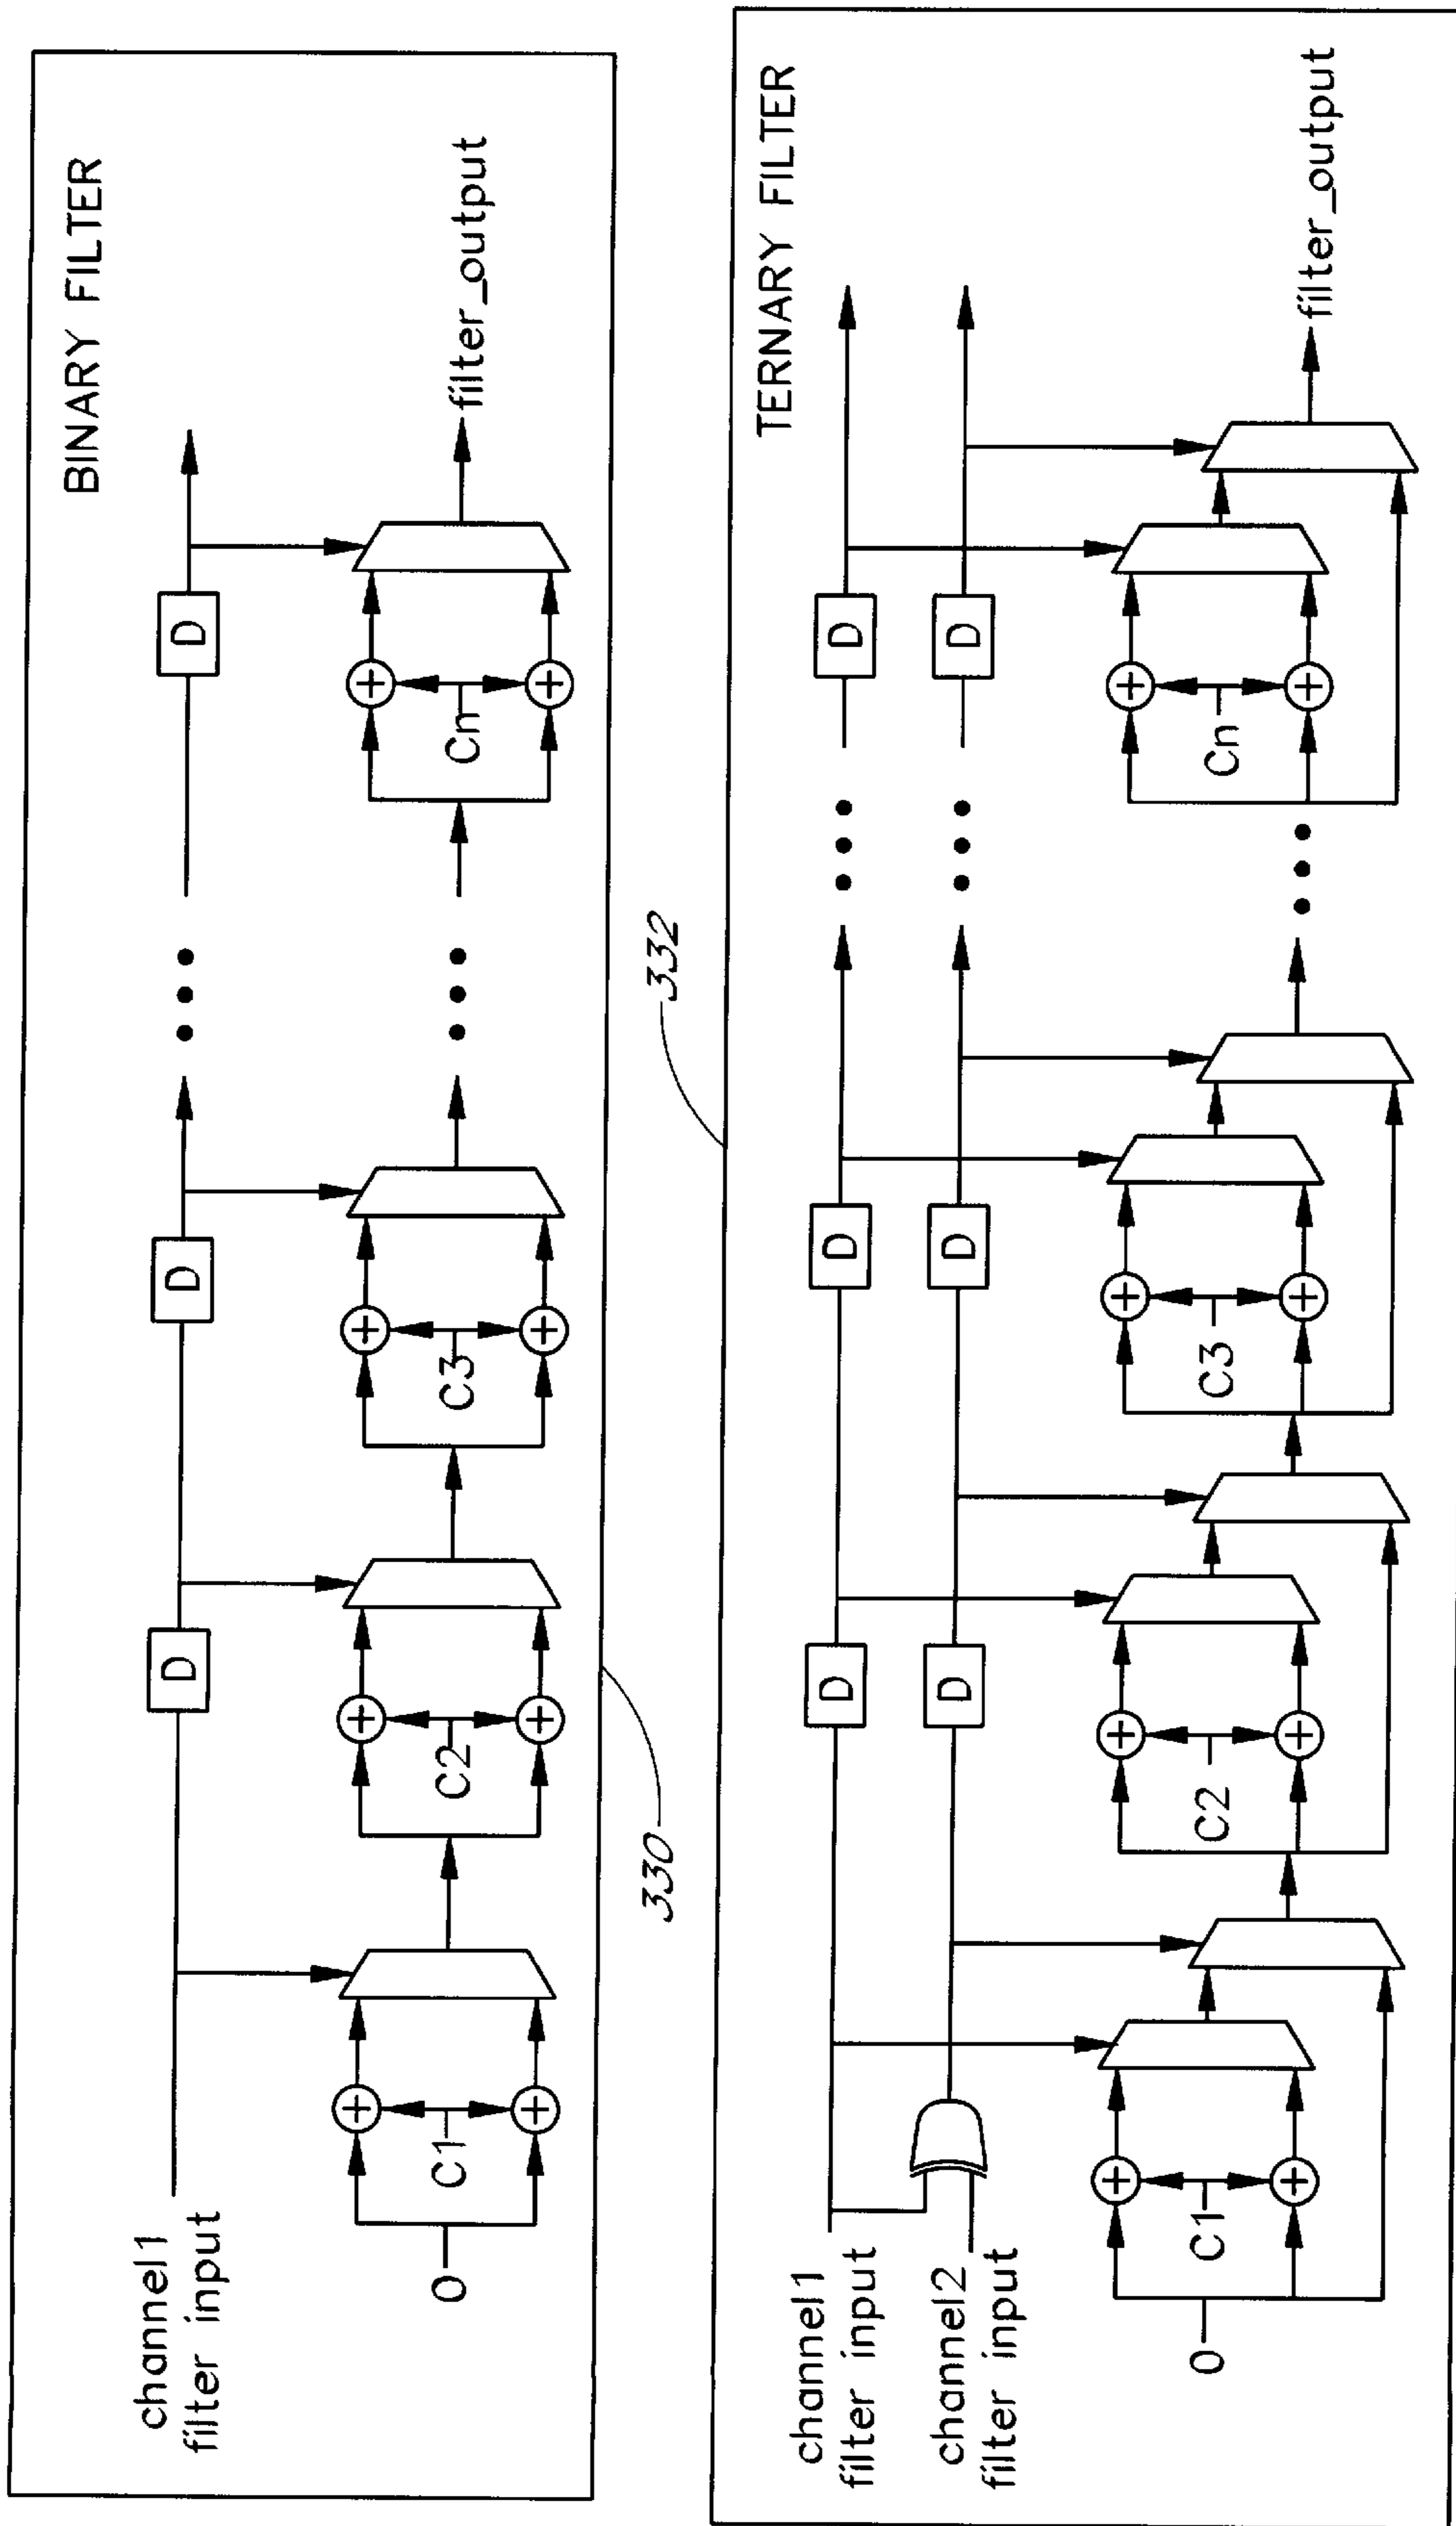 BINARY FILTER
channel1
filter input
D
D
D
0
C1
C2
C3
Cn
filter_output
330
332
TERNARY FILTER
channel1
filter input
channel2
filter input
D
D
D
D
D
D
0
C1
C2
C3
Cn
filter_output